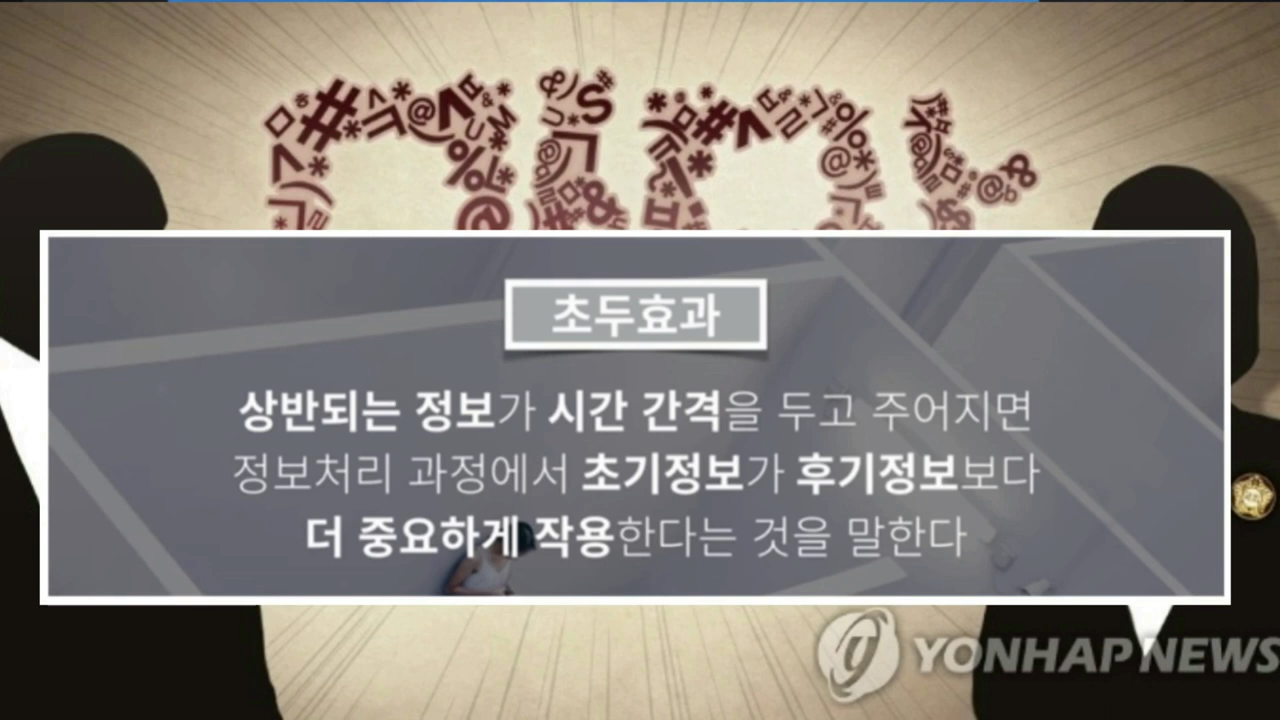 초두효과
상반되는 정보가 시간 간격을 두고 주어지면
정보처리 과정에서 초기정보가 후기정보보다
더 중요하게 작용한다는 것을 말한다
YONHAP NEWS